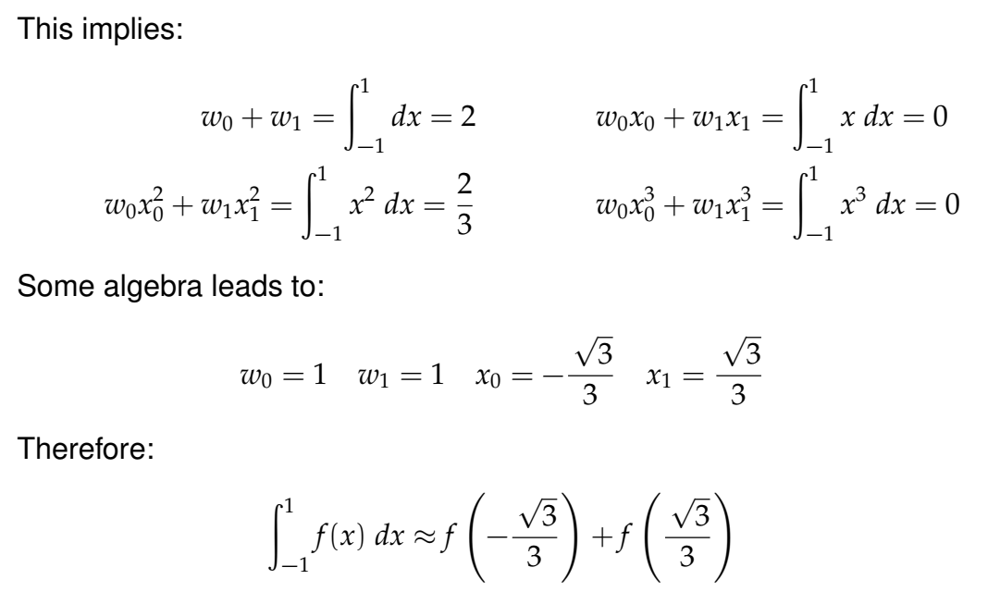 This implies:
$w_0 + w_1 = \int_{-1}^{1} dx = 2 \qquad w_0 x_0 + w_1 x_1 = \int_{-1}^{1} x \, dx = 0$
$w_0 x_0^2 + w_1 x_1^2 = \int_{-1}^{1} x^2 \, dx = \frac{2}{3} \qquad w_0 x_0^3 + w_1 x_1^3 = \int_{-1}^{1} x^3 \, dx = 0$
Some algebra leads to:
$w_0 = 1 \quad w_1 = 1 \quad x_0 = -\frac{\sqrt{3}}{3} \quad x_1 = \frac{\sqrt{3}}{3}$
Therefore:
$\int_{-1}^{1} f(x) \, dx \approx f\left(-\frac{\sqrt{3}}{3}\right) + f\left(\frac{\sqrt{3}}{3}\right)$